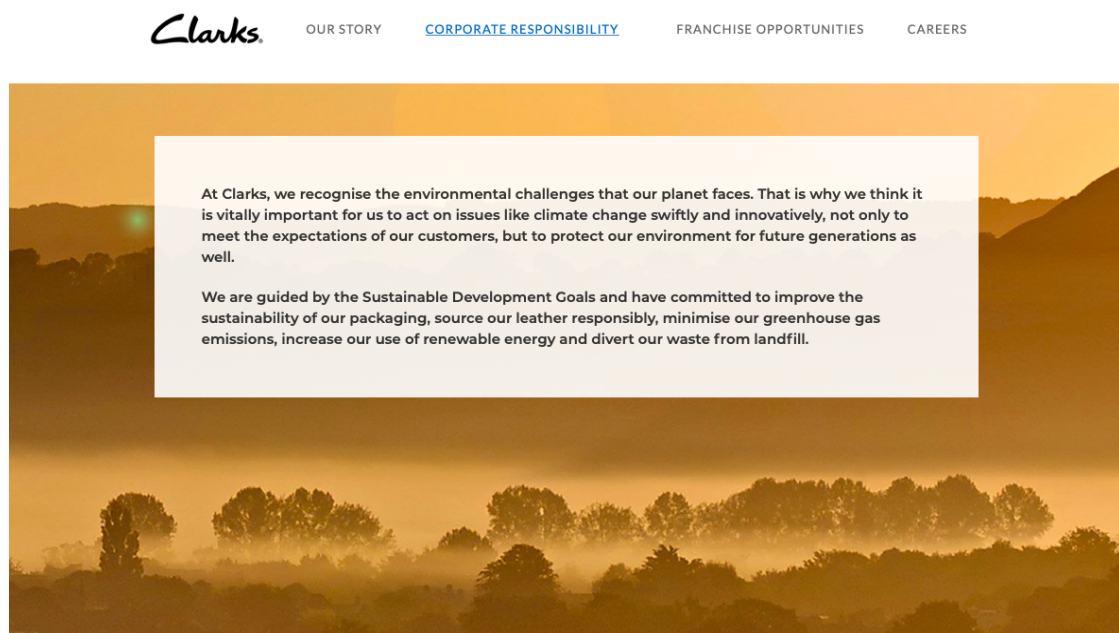 Clarks.
OUR STORY
CORPORATE RESPONSIBILITY
FRANCHISE OPPORTUNITIES
CAREERS
At Clarks, we recognise the environmental challenges that our planet faces. That is why we think it
is vitally important for us to act on issues like climate change swiftly and innovatively, not only to
meet the expectations of our customers, but to protect our environment for future generations as
well.
We are guided by the Sustainable Development Goals and have committed to improve the
sustainability of our packaging, source our leather responsibly, minimise our greenhouse gas
emissions, increase our use of renewable energy and divert our waste from landfill.